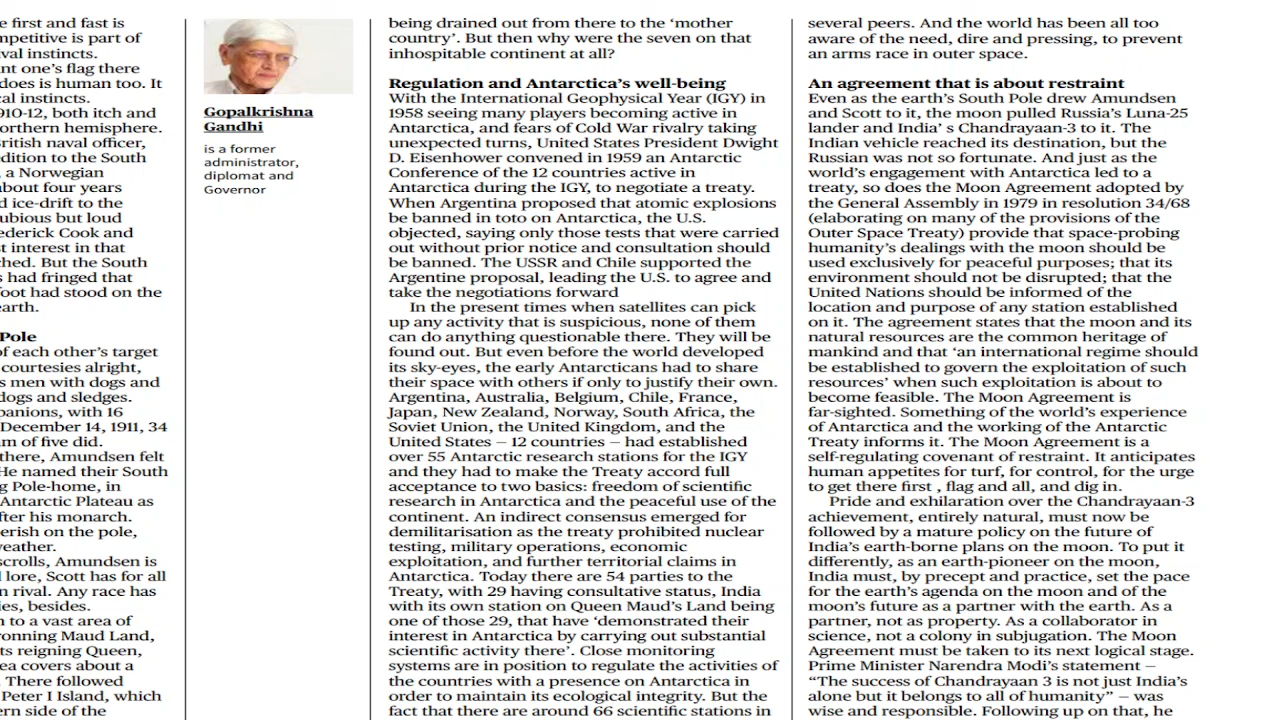 e first and fast is
mpetitive is part of
ival instincts.
nt one's flag there
does is human too. It
cal instincts.
910-12, both itch and
orthern hemisphere.
ritish naval officer,
edition to the South
, a Norwegian
about four years
d ice-drift to the
ubious but loud
ederick Cook and
st interest in that
ched. But the South
s had fringed that
foot had stood on the
earth.
Pole
of each other's target
courtesies alright,
s men with dogs and
dogs and sledges.
panions, with 16
December 14, 1911, 34
am of five did.
there, Amundsen felt
He named their South
g Pole-home, in
Antarctic Plateau as
fter his monarch.
erish on the pole,
weather.
scrolls, Amundsen is
l lore, Scott has for all
n rival. Any race has
ies, besides.
n to a vast area of
ronning Maud Land,
ts reigning Queen,
ea covers about a
. There followed
Peter I Island, which
ern side of the
Gopalkrishna
Gandhi
is a former
administrator,
diplomat and
Governor
being drained out from there to the 'mother
country'. But then why were the seven on that
inhospitable continent at all?
Regulation and Antarctica's well-being
With the International Geophysical Year (IGY) in
1958 seeing many players becoming active in
Antarctica, and fears of Cold War rivalry taking
unexpected turns, United States President Dwight
D. Eisenhower convened in 1959 an Antarctic
Conference of the 12 countries active in
Antarctica during the IGY, to negotiate a treaty.
When Argentina proposed that atomic explosions
be banned in toto on Antarctica, the U.S.
objected, saying only those tests that were carried
out without prior notice and consultation should
be banned. The USSR and Chile supported the
Argentine proposal, leading the U.S. to agree and
take the negotiations forward
In the present times when satellites can pick
up any activity that is suspicious, none of them
can do anything questionable there. They will be
found out. But even before the world developed
its sky-eyes, the early Antarcticans had to share
their space with others if only to justify their own.
Argentina, Australia, Belgium, Chile, France,
Japan, New Zealand, Norway, South Africa, the
Soviet Union, the United Kingdom, and the
United States – 12 countries – had established
over 55 Antarctic research stations for the IGY
and they had to make the Treaty accord full
acceptance to two basics: freedom of scientific
research in Antarctica and the peaceful use of the
continent. An indirect consensus emerged for
demilitarisation as the treaty prohibited nuclear
testing, military operations, economic
exploitation, and further territorial claims in
Antarctica. Today there are 54 parties to the
Treaty, with 29 having consultative status, India
with its own station on Queen Maud's Land being
one of those 29, that have 'demonstrated their
interest in Antarctica by carrying out substantial
scientific activity there'. Close monitoring
systems are in position to regulate the activities of
the countries with a presence on Antarctica in
order to maintain its ecological integrity. But the
fact that there are around 66 scientific stations in
several peers. And the world has been all too
aware of the need, dire and pressing, to prevent
an arms race in outer space.
An agreement that is about restraint
Even as the earth's South Pole drew Amundsen
and Scott to it, the moon pulled Russia's Luna-25
lander and India' s Chandrayaan-3 to it. The
Indian vehicle reached its destination, but the
Russian was not so fortunate. And just as the
world's engagement with Antarctica led to a
treaty, so does the Moon Agreement adopted by
the General Assembly in 1979 in resolution 34/68
(elaborating on many of the provisions of the
Outer Space Treaty) provide that space-probing
humanity's dealings with the moon should be
used exclusively for peaceful purposes; that its
environment should not be disrupted; that the
United Nations should be informed of the
location and purpose of any station established
on it. The agreement states that the moon and its
natural resources are the common heritage of
mankind and that 'an international regime should
be established to govern the exploitation of such
resources' when such exploitation is about to
become feasible. The Moon Agreement is
far-sighted. Something of the world's experience
of Antarctica and the working of the Antarctic
Treaty informs it. The Moon Agreement is a
self-regulating covenant of restraint. It anticipates
human appetites for turf, for control, for the urge
to get there first , flag and all, and dig in.
Pride and exhilaration over the Chandrayaan-3
achievement, entirely natural, must now be
followed by a mature policy on the future of
India's earth-borne plans on the moon. To put it
differently, as an earth-pioneer on the moon,
India must, by precept and practice, set the pace
for the earth's agenda on the moon and of the
moon's future as a partner with the earth. As a
partner, not as property. As a collaborator in
science, not a colony in subjugation. The Moon
Agreement must be taken to its next logical stage.
Prime Minister Narendra Modi's statement –
"The success of Chandrayaan 3 is not just India's
alone but it belongs to all of humanity" – was
wise and responsible. Following up on that, he